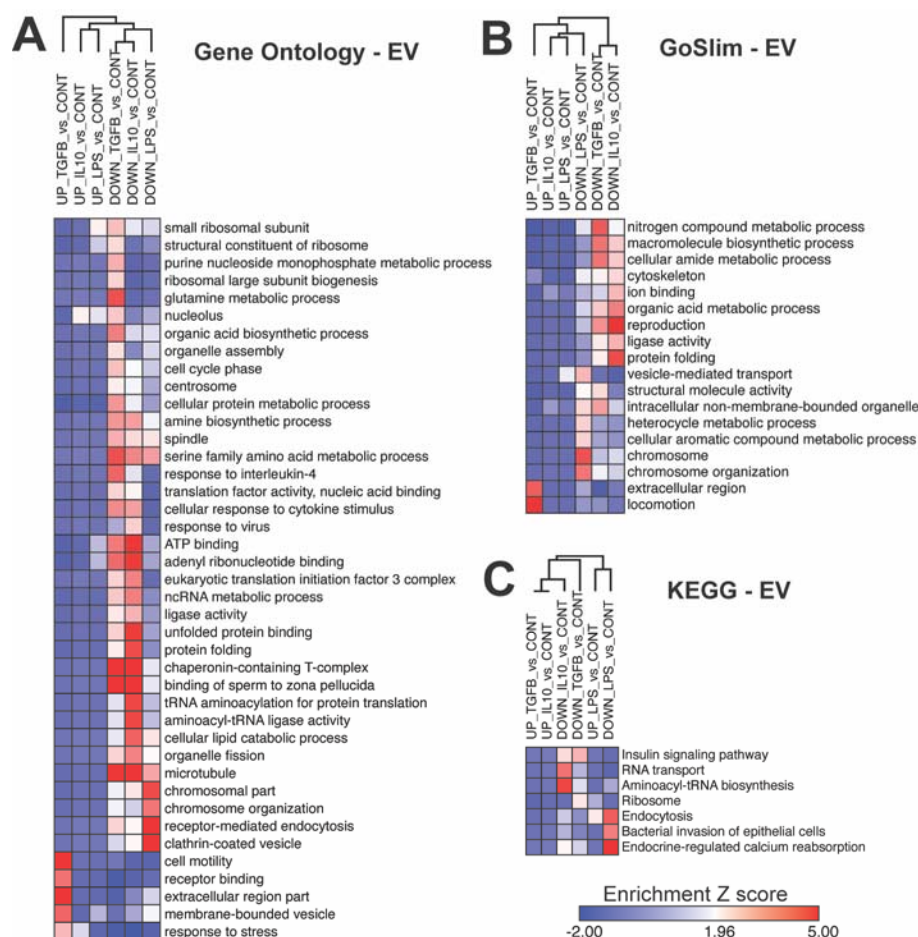 A
Gene Ontology - EV
UP_TGFB_vs_CONT
UP_IL10_vs_CONT
UP_LPS_vs_CONT
DOWN_TGFB_vs_CONT
DOWN_IL10_vs_CONT
DOWN_LPS_vs_CONT
small ribosomal subunit
structural constituent of ribosome
purine nucleoside monophosphate metabolic process
ribosomal large subunit biogenesis
glutamine metabolic process
nucleolus
organic acid biosynthetic process
organelle assembly
cell cycle phase
centrosome
cellular protein metabolic process
amine biosynthetic process
spindle
serine family amino acid metabolic process
response to interleukin-4
translation factor activity, nucleic acid binding
cellular response to cytokine stimulus
response to virus
ATP binding
adenyl ribonucleotide binding
eukaryotic translation initiation factor 3 complex
ncRNA metabolic process
ligase activity
unfolded protein binding
protein folding
chaperonin-containing T-complex
binding of sperm to zona pellucida
tRNA aminoacylation for protein translation
aminoacyl-tRNA ligase activity
cellular lipid catabolic process
organelle fission
microtubule
chromosomal part
chromosome organization
receptor-mediated endocytosis
clathrin-coated vesicle
cell motility
receptor binding
extracellular region part
membrane-bounded vesicle
response to stress
B
GoSlim - EV
UP_TGFB_vs_CONT
UP_IL10_vs_CONT
UP_LPS_vs_CONT
DOWN_LPS_vs_CONT
DOWN_TGFB_vs_CONT
DOWN_IL10_vs_CONT
nitrogen compound metabolic process
macromolecule biosynthetic process
cellular amide metabolic process
cytoskeleton
ion binding
organic acid metabolic process
reproduction
ligase activity
protein folding
vesicle-mediated transport
structural molecule activity
intracellular non-membrane-bounded organelle
heterocycle metabolic process
cellular aromatic compound metabolic process
chromosome
chromosome organization
extracellular region
locomotion
C
KEGG - EV
UP_TGFB_vs_CONT
UP_IL10_vs_CONT
DOWN_IL10_vs_CONT
DOWN_TGFB_vs_CONT
UP_LPS_vs_CONT
DOWN_LPS_vs_CONT
Insulin signaling pathway
RNA transport
Aminoacyl-tRNA biosynthesis
Ribosome
Endocytosis
Bacterial invasion of epithelial cells
Endocrine-regulated calcium reabsorption
Enrichment Z score
-2.00 1.96 5.00